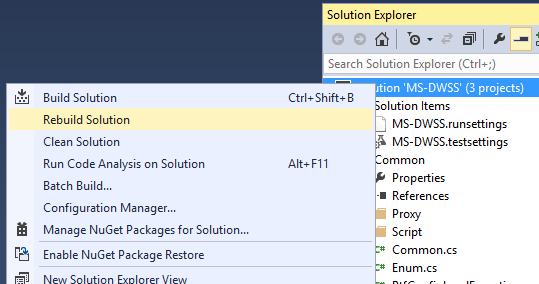 Solution Explorer
Search Solution Explorer (Ctrl+;)
ution 'MS-DWSS' (3 projects)
Solution Items
MS-DWSS.runsettings
MS-DWSS.testsettings
Common
Properties
References
Proxy
Script
Common.cs
Enum.cs
Build Solution Ctrl+Shift+B
Rebuild Solution
Clean Solution
Run Code Analysis on Solution Alt+F11
Batch Build...
Configuration Manager...
Manage NuGet Packages for Solution...
Enable NuGet Package Restore
New Solution Explorer View